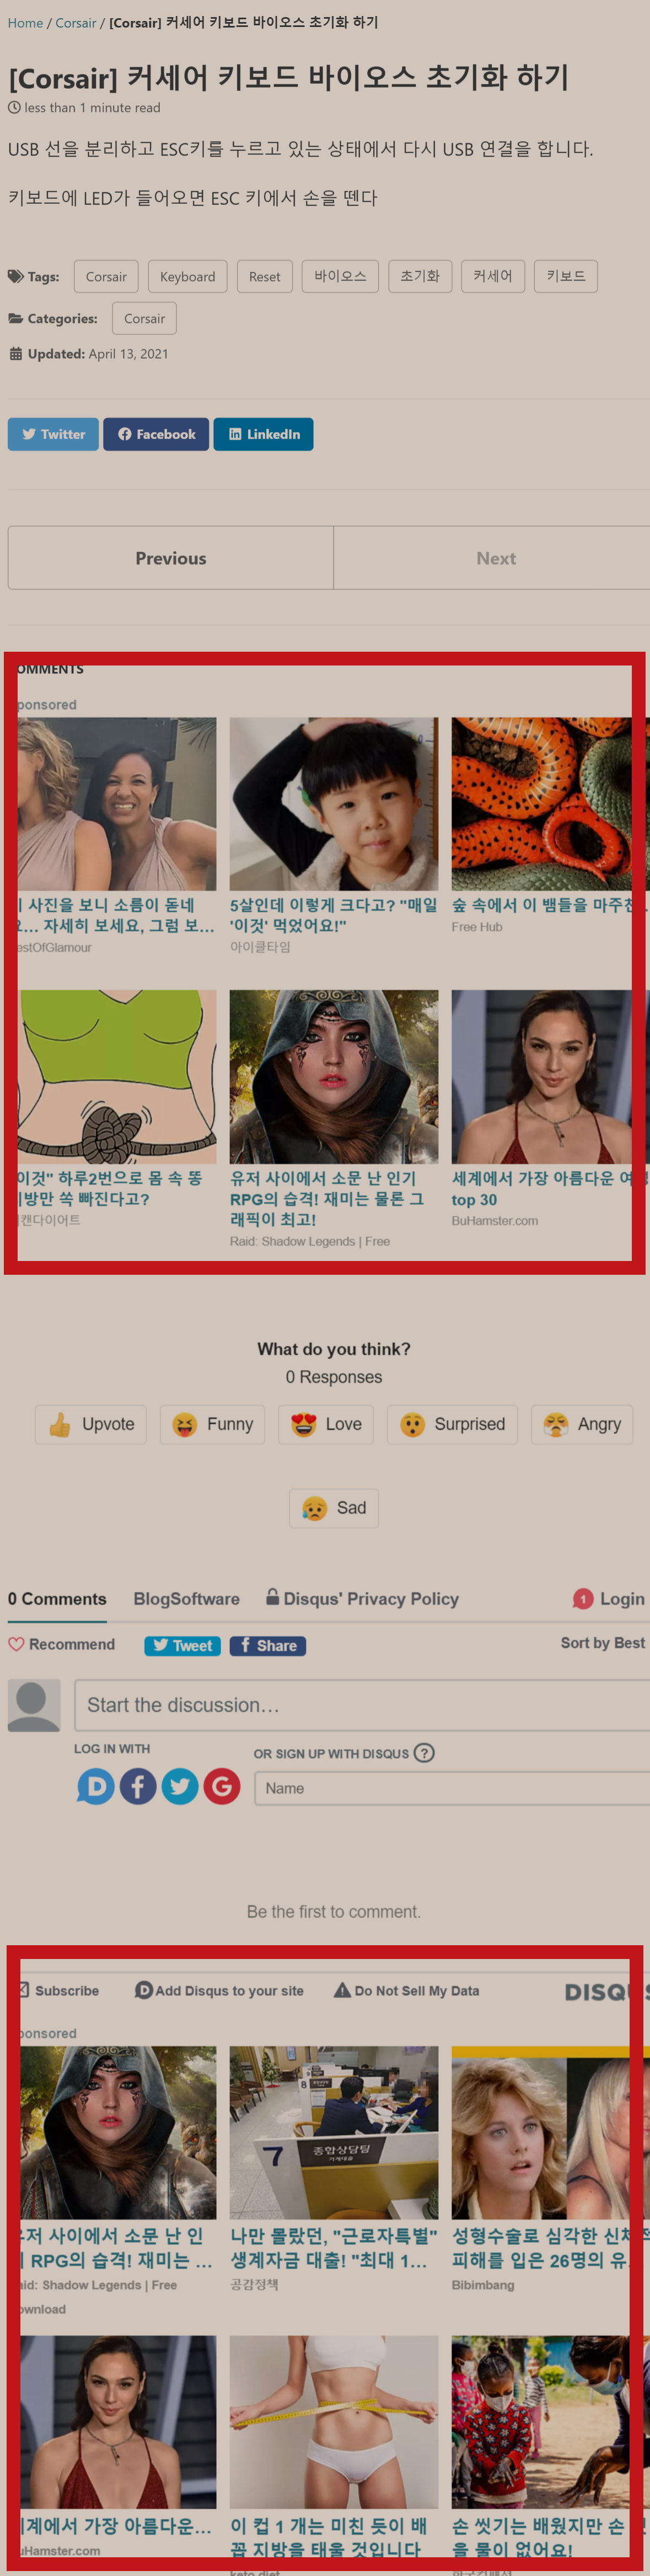 Home / Corsair / [Corsair] 커세어 키보드 바이오스 초기화 하기
[Corsair] 커세어 키보드 바이오스 초기화 하기
less than 1 minute read
USB 선을 분리하고 ESC키를 누르고 있는 상태에서 다시 USB 연결을 합니다.
키보드에 LED가 들어오면 ESC 키에서 손을 뗀다
Tags: Corsair Keyboard Reset 바이오스 초기화 커세어 키보드
Categories: Corsair
Updated: April 13, 2021
Twitter Facebook LinkedIn
Previous Next
OMMENTS
ponsored
사진을 보니 소름이 돋네 5살인데 이렇게 크다고? "매일 숲 속에서 이 뱀들을 마주친
자세히 보세요, 그럼 보... '이것' 먹었어요!" Free Hub
estOfGlamour 아이클타임
이것" 하루2번으로 몸 속 똥 유저 사이에서 소문 난 인기 세계에서 가장 아름다운
방만 쏙 빠진다고? RPG의 습격! 재미는 물론 그 top 30
캔다이어트 래픽이 최고! BuHamster.com
Raid: Shadow Legends | Free
What do you think?
0 Responses
Upvote Funny Love Surprised Angry
Sad
0 Comments BlogSoftware Disqus' Privacy Policy 1 Login
Recommend Tweet Share Sort by Best
Start the discussion...
LOG IN WITH OR SIGN UP WITH DISQUS ?
Name
Be the first to comment.
Subscribe Add Disqus to your site Do Not Sell My Data DISQUS
ponsored
8
7 종합상담팀
저 사이에서 소문 난 인 나만 몰랐던, "근로자특별" 성형수술로 심각한 신체적
RPG의 습격! 재미는 ... 생계자금 대출! "최대 1... 피해를 입은 26명의 유
aid: Shadow Legends | Free 공감정책 Bibimbang
ownload
계에서 가장 아름다운... 이 컵 1 개는 미친 듯이 배 손 씻기는 배웠지만 손 씻
uHamster.com 꼽 지방을 태울 것입니다 을 물이 없어요!
keto diet